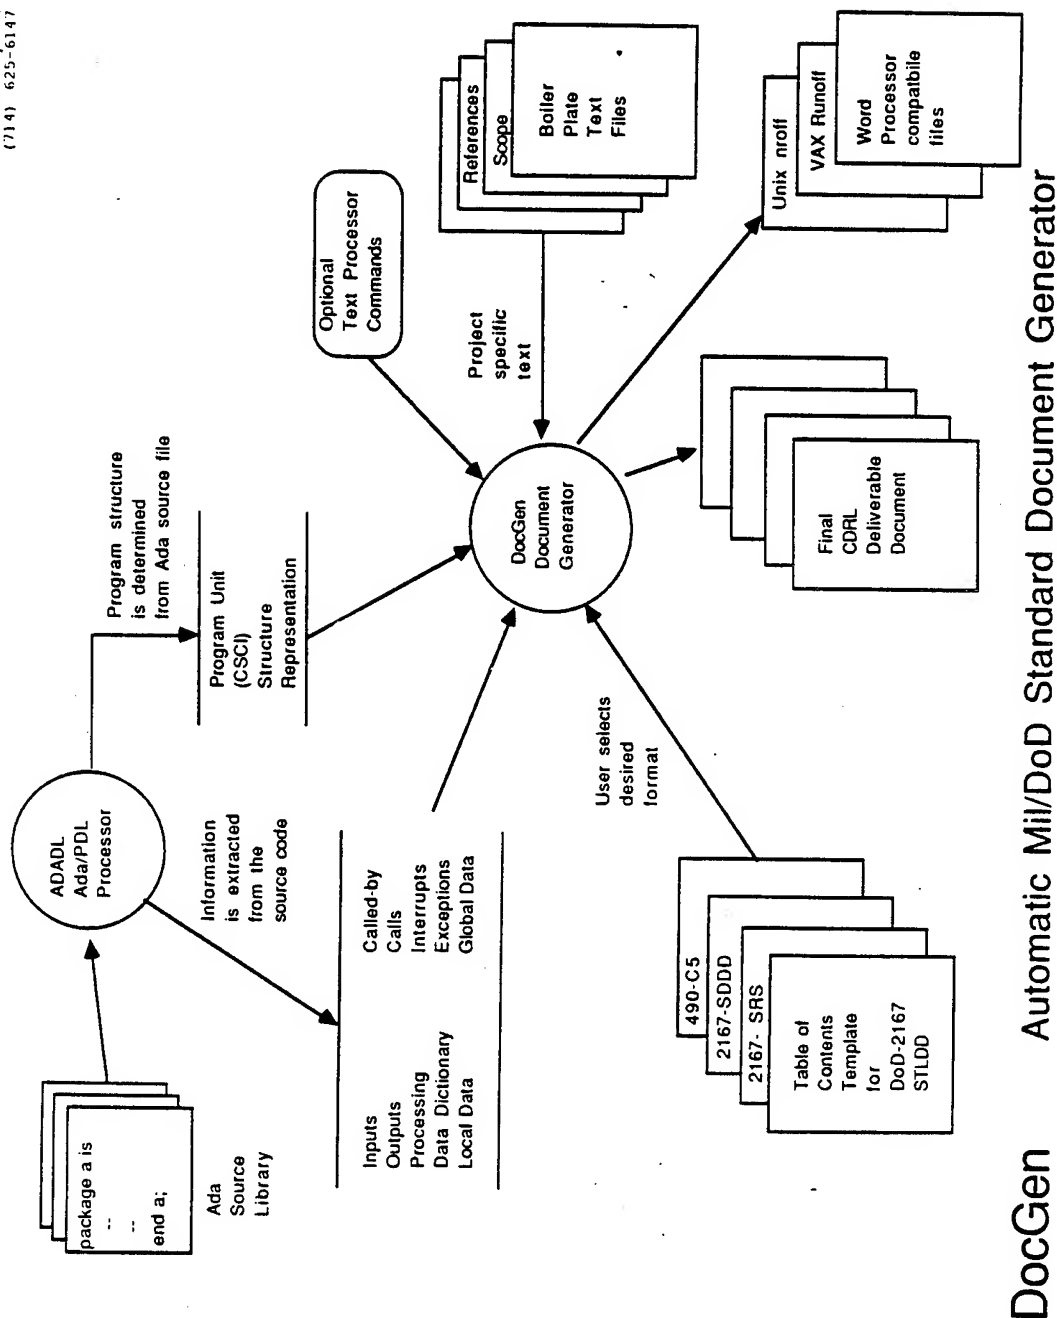 (714) 625-6147
package a is
--
--
end a;
Ada
Source
Library
ADADL
Ada/PDL
Processor
Program structure
is determined
from Ada source file
Information
is extracted
from the
source code
Program Unit
(CSCI)
Structure
Representation
Inputs
Outputs
Processing
Data Dictionary
Local Data
Called-by
Calls
Interrupts
Exceptions
Global Data
Optional
Text Processor
Commands
References
Scope
Boiler
Plate
Text
Files
Project
specific
text
DocGen
Document
Generator
User selects
desired
format
490-C5
2167-SDDD
2167- SRS
Table of
Contents
Template
for
DoD-2167
STLDD
Final
CDRL
Deliverable
Document
Unix nroff
VAX Runoff
Word
Processor
compatbile
files
DocGen Automatic Mil/DoD Standard Document Generator